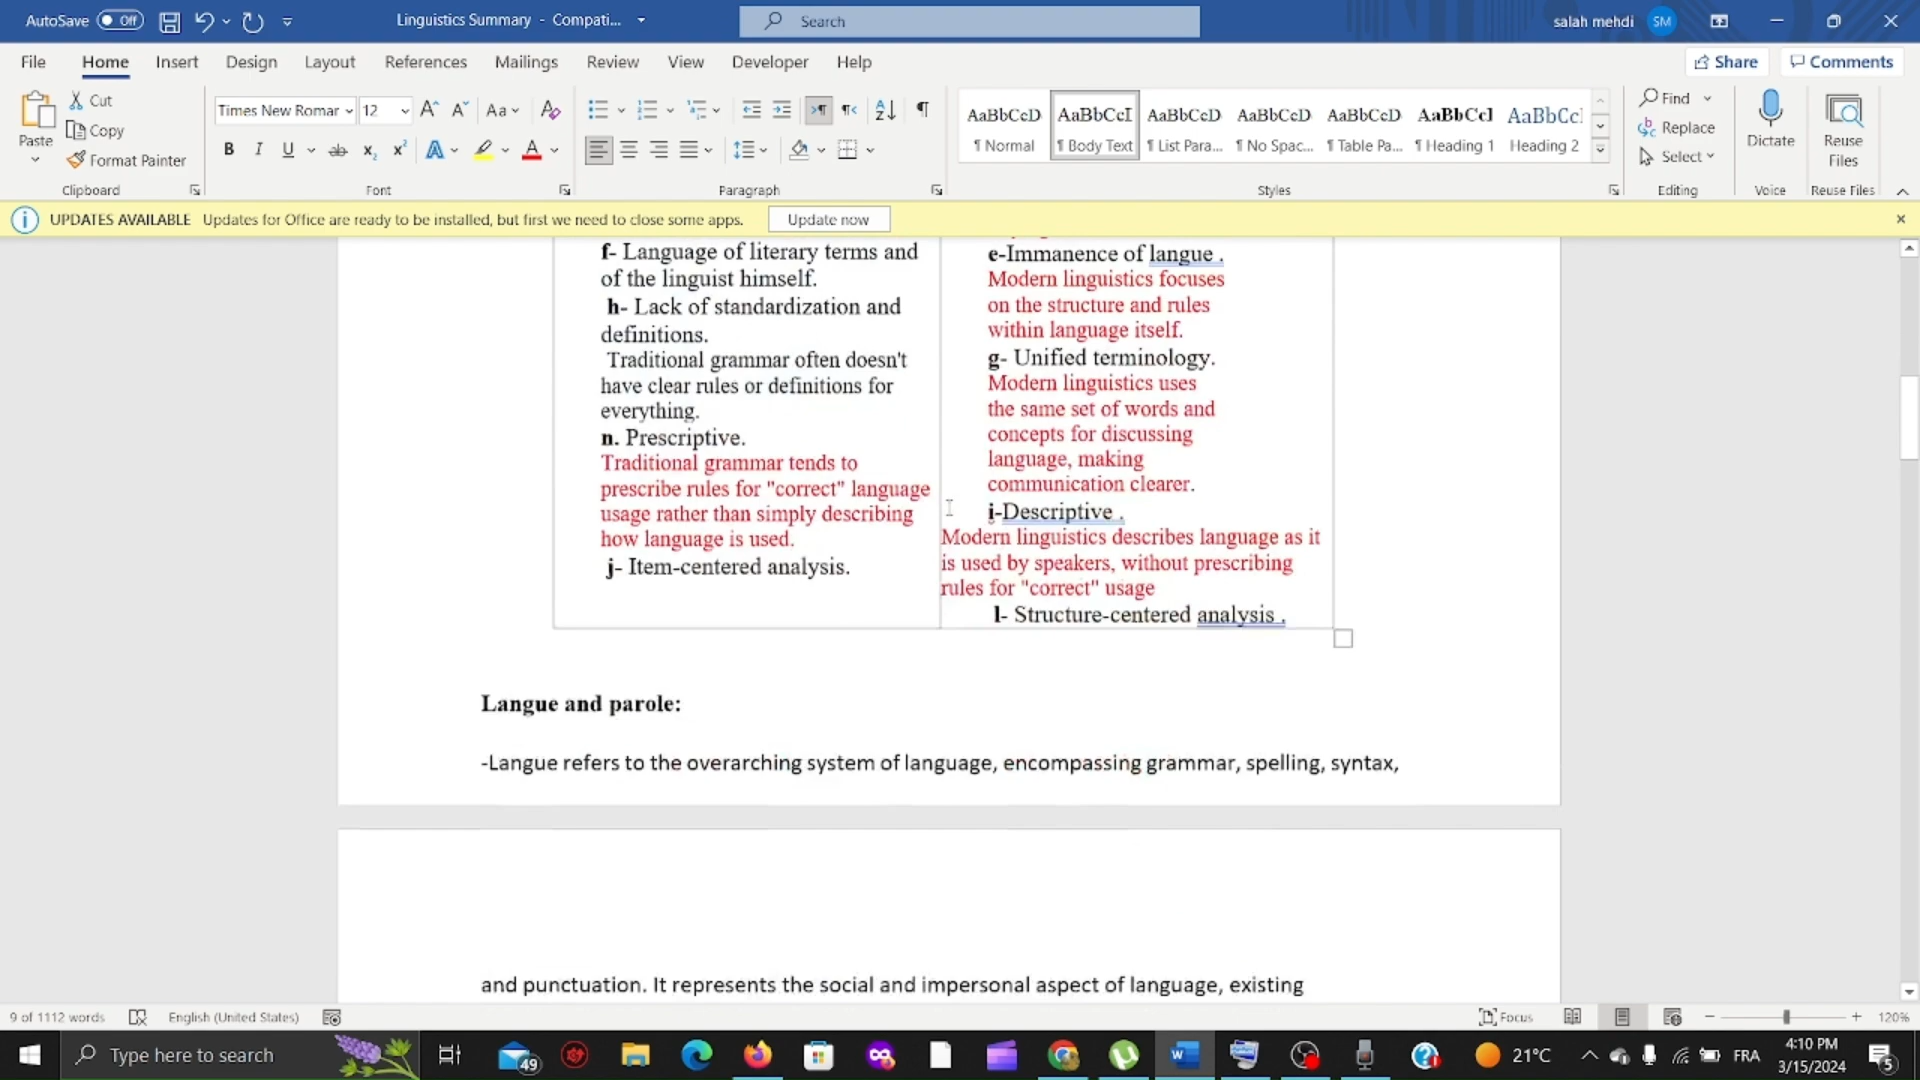 AutoSave Off
Linguistics Summary - Compati...
Search
salah mehdi SM
File Home Insert Design Layout References Mailings Review View Developer Help
Share Comments
Paste
Cut
Copy
Format Painter
Clipboard
Times New Romar 12
Font
Paragraph
AaBbCcD AaBbCcI AaBbCcD AaBbCcD AaBbCcD AaBbCcI AaBbCc
¶ Normal ¶ Body Text ¶ List Para... ¶ No Spac... ¶ Table Pa... ¶ Heading 1 Heading 2
Styles
Find
Replace
Select
Editing
Dictate
Voice
Reuse
Files
Reuse Files
UPDATES AVAILABLE Updates for Office are ready to be installed, but first we need to close some apps. Update now
f- Language of literary terms and
of the linguist himself.
h- Lack of standardization and
definitions.
Traditional grammar often doesn't
have clear rules or definitions for
everything.
n. Prescriptive.
Traditional grammar tends to
prescribe rules for "correct" language
usage rather than simply describing
how language is used.
j- Item-centered analysis.
e-Immanence of langue .
Modern linguistics focuses
on the structure and rules
within language itself.
g- Unified terminology.
Modern linguistics uses
the same set of words and
concepts for discussing
language, making
communication clearer.
i-Descriptive .
Modern linguistics describes language as it
is used by speakers, without prescribing
rules for "correct" usage
l- Structure-centered analysis .
Langue and parole:
-Langue refers to the overarching system of language, encompassing grammar, spelling, syntax,
and punctuation. It represents the social and impersonal aspect of language, existing
9 of 1112 words English (United States)
Focus
120%
Type here to search
49
21°C
FRA
4:10 PM
3/15/2024
5